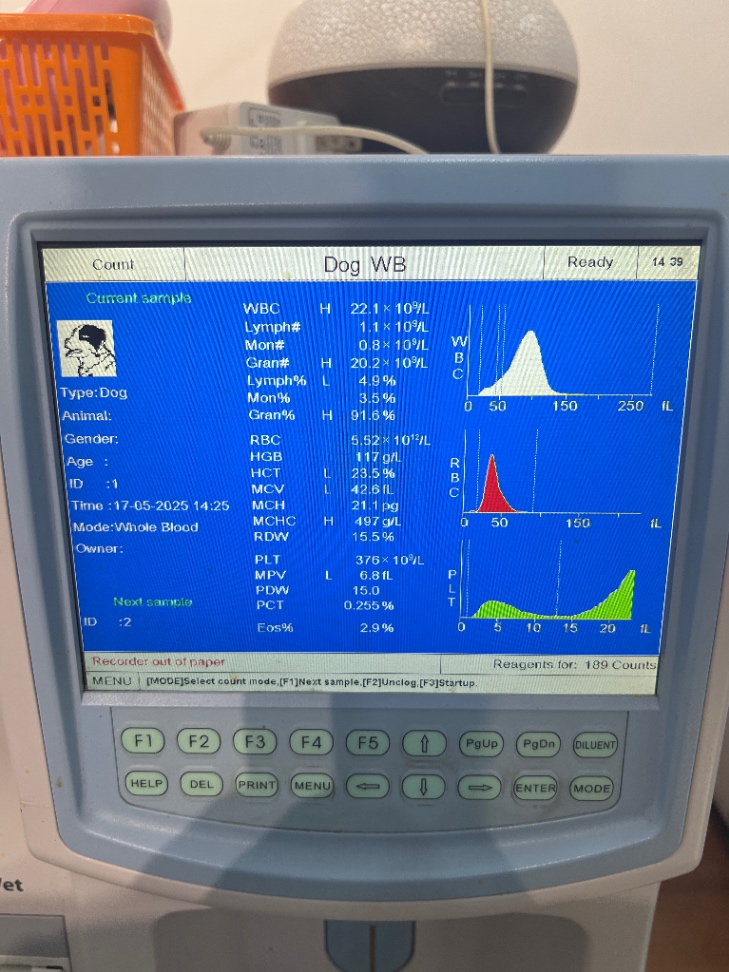 Count Dog WB Ready 14 39
Current sample
Type:Dog
Animal:
Gender:
Age :
ID :1
Time :17-05-2025 14:25
Mode:Whole Blood
Owner:
Next sample
ID :2
WBC H 22.1 × 10⁹/L
Lymph# 1.1 × 10⁹/L
Mon# 0.8 × 10⁹/L
Gran# H 20.2 × 10⁹/L
Lymph% L 4.9 %
Mon% 3.5 %
Gran% H 91.6 %
RBC 5.52 × 10¹²/L
HGB 117 g/L
HCT L 23.5 %
MCV L 42.6 fL
MCH 21.1 pg
MCHC H 497 g/L
RDW 15.5 %
PLT 376 × 10⁹/L
MPV L 6.8 fL
PDW 15.0
PCT 0.255 %
Eos% 2.9 %
WBC
0 50 150 250 fL
RBC
0 50 150 fL
PLT
0 5 10 15 20 fL
Recorder out of paper Reagents for: 189 Counts
MENU [MODE]Select count mode,[F1]Next sample,[F2]Unclog,[F3]Startup.
F1 F2 F3 F4 F5 ⇧ PgUp PgDn DILUENT
HELP DEL PRINT MENU ⇦ ⇩ ⇨ ENTER MODE